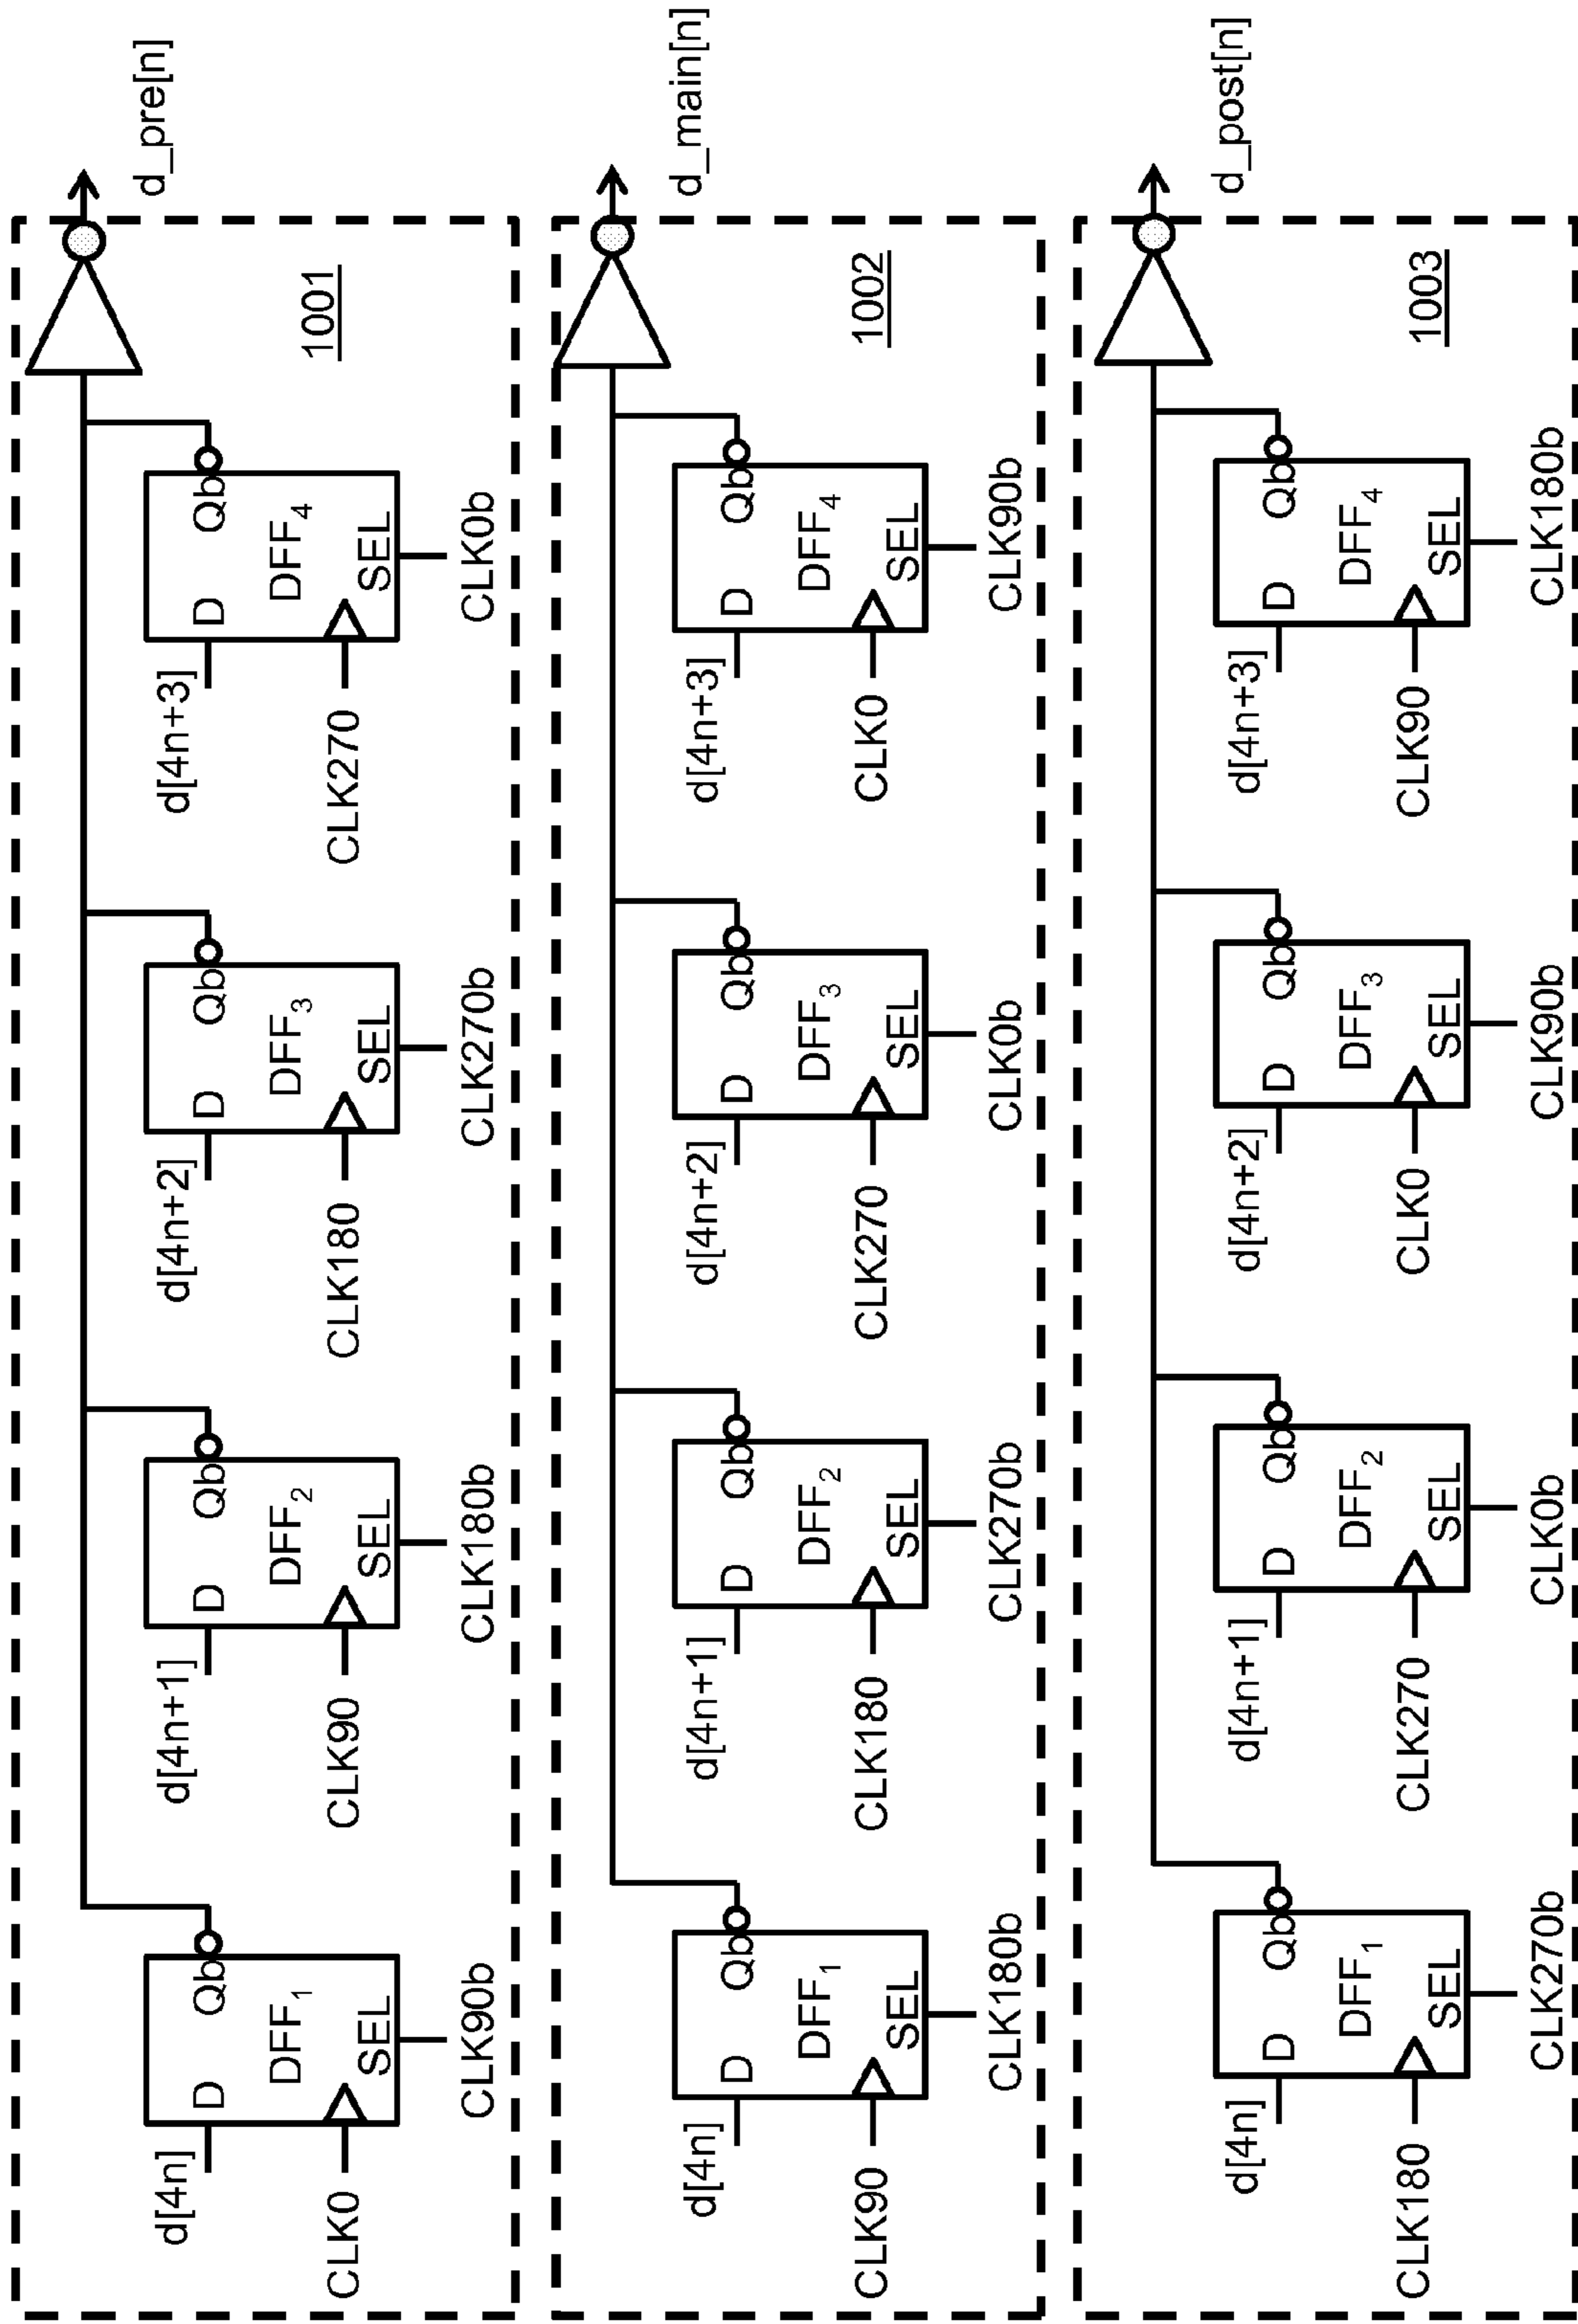 d_pre[n]
1001
d[4n]
CLK0
D
Qb
DFF1
SEL
CLK90b
d[4n+1]
CLK90
D
Qb
DFF2
SEL
CLK180b
d[4n+2]
CLK180
D
Qb
DFF3
SEL
CLK270b
d[4n+3]
CLK270
D
Qb
DFF4
SEL
CLK0b
d_main[n]
1002
d[4n]
CLK90
D
Qb
DFF1
SEL
CLK180b
d[4n+1]
CLK180
D
Qb
DFF2
SEL
CLK270b
d[4n+2]
CLK270
D
Qb
DFF3
SEL
CLK0b
d[4n+3]
CLK0
D
Qb
DFF4
SEL
CLK90b
d_post[n]
1003
d[4n]
CLK180
D
Qb
DFF1
SEL
CLK270b
d[4n+1]
CLK270
D
Qb
DFF2
SEL
CLK0b
d[4n+2]
CLK0
D
Qb
DFF3
SEL
CLK90b
d[4n+3]
CLK90
D
Qb
DFF4
SEL
CLK180b